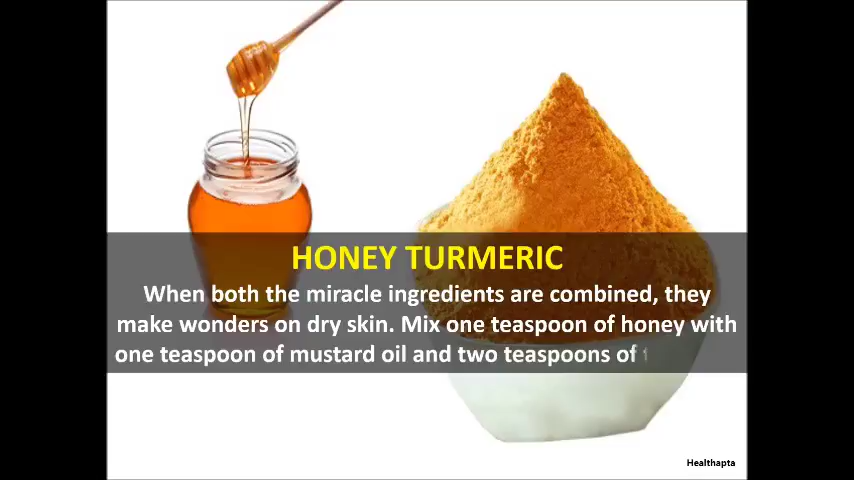 HONEY TURMERIC
When both the miracle ingredients are combined, they
make wonders on dry skin. Mix one teaspoon of honey with
one teaspoon of mustard oil and two teaspoons of
Healthapta